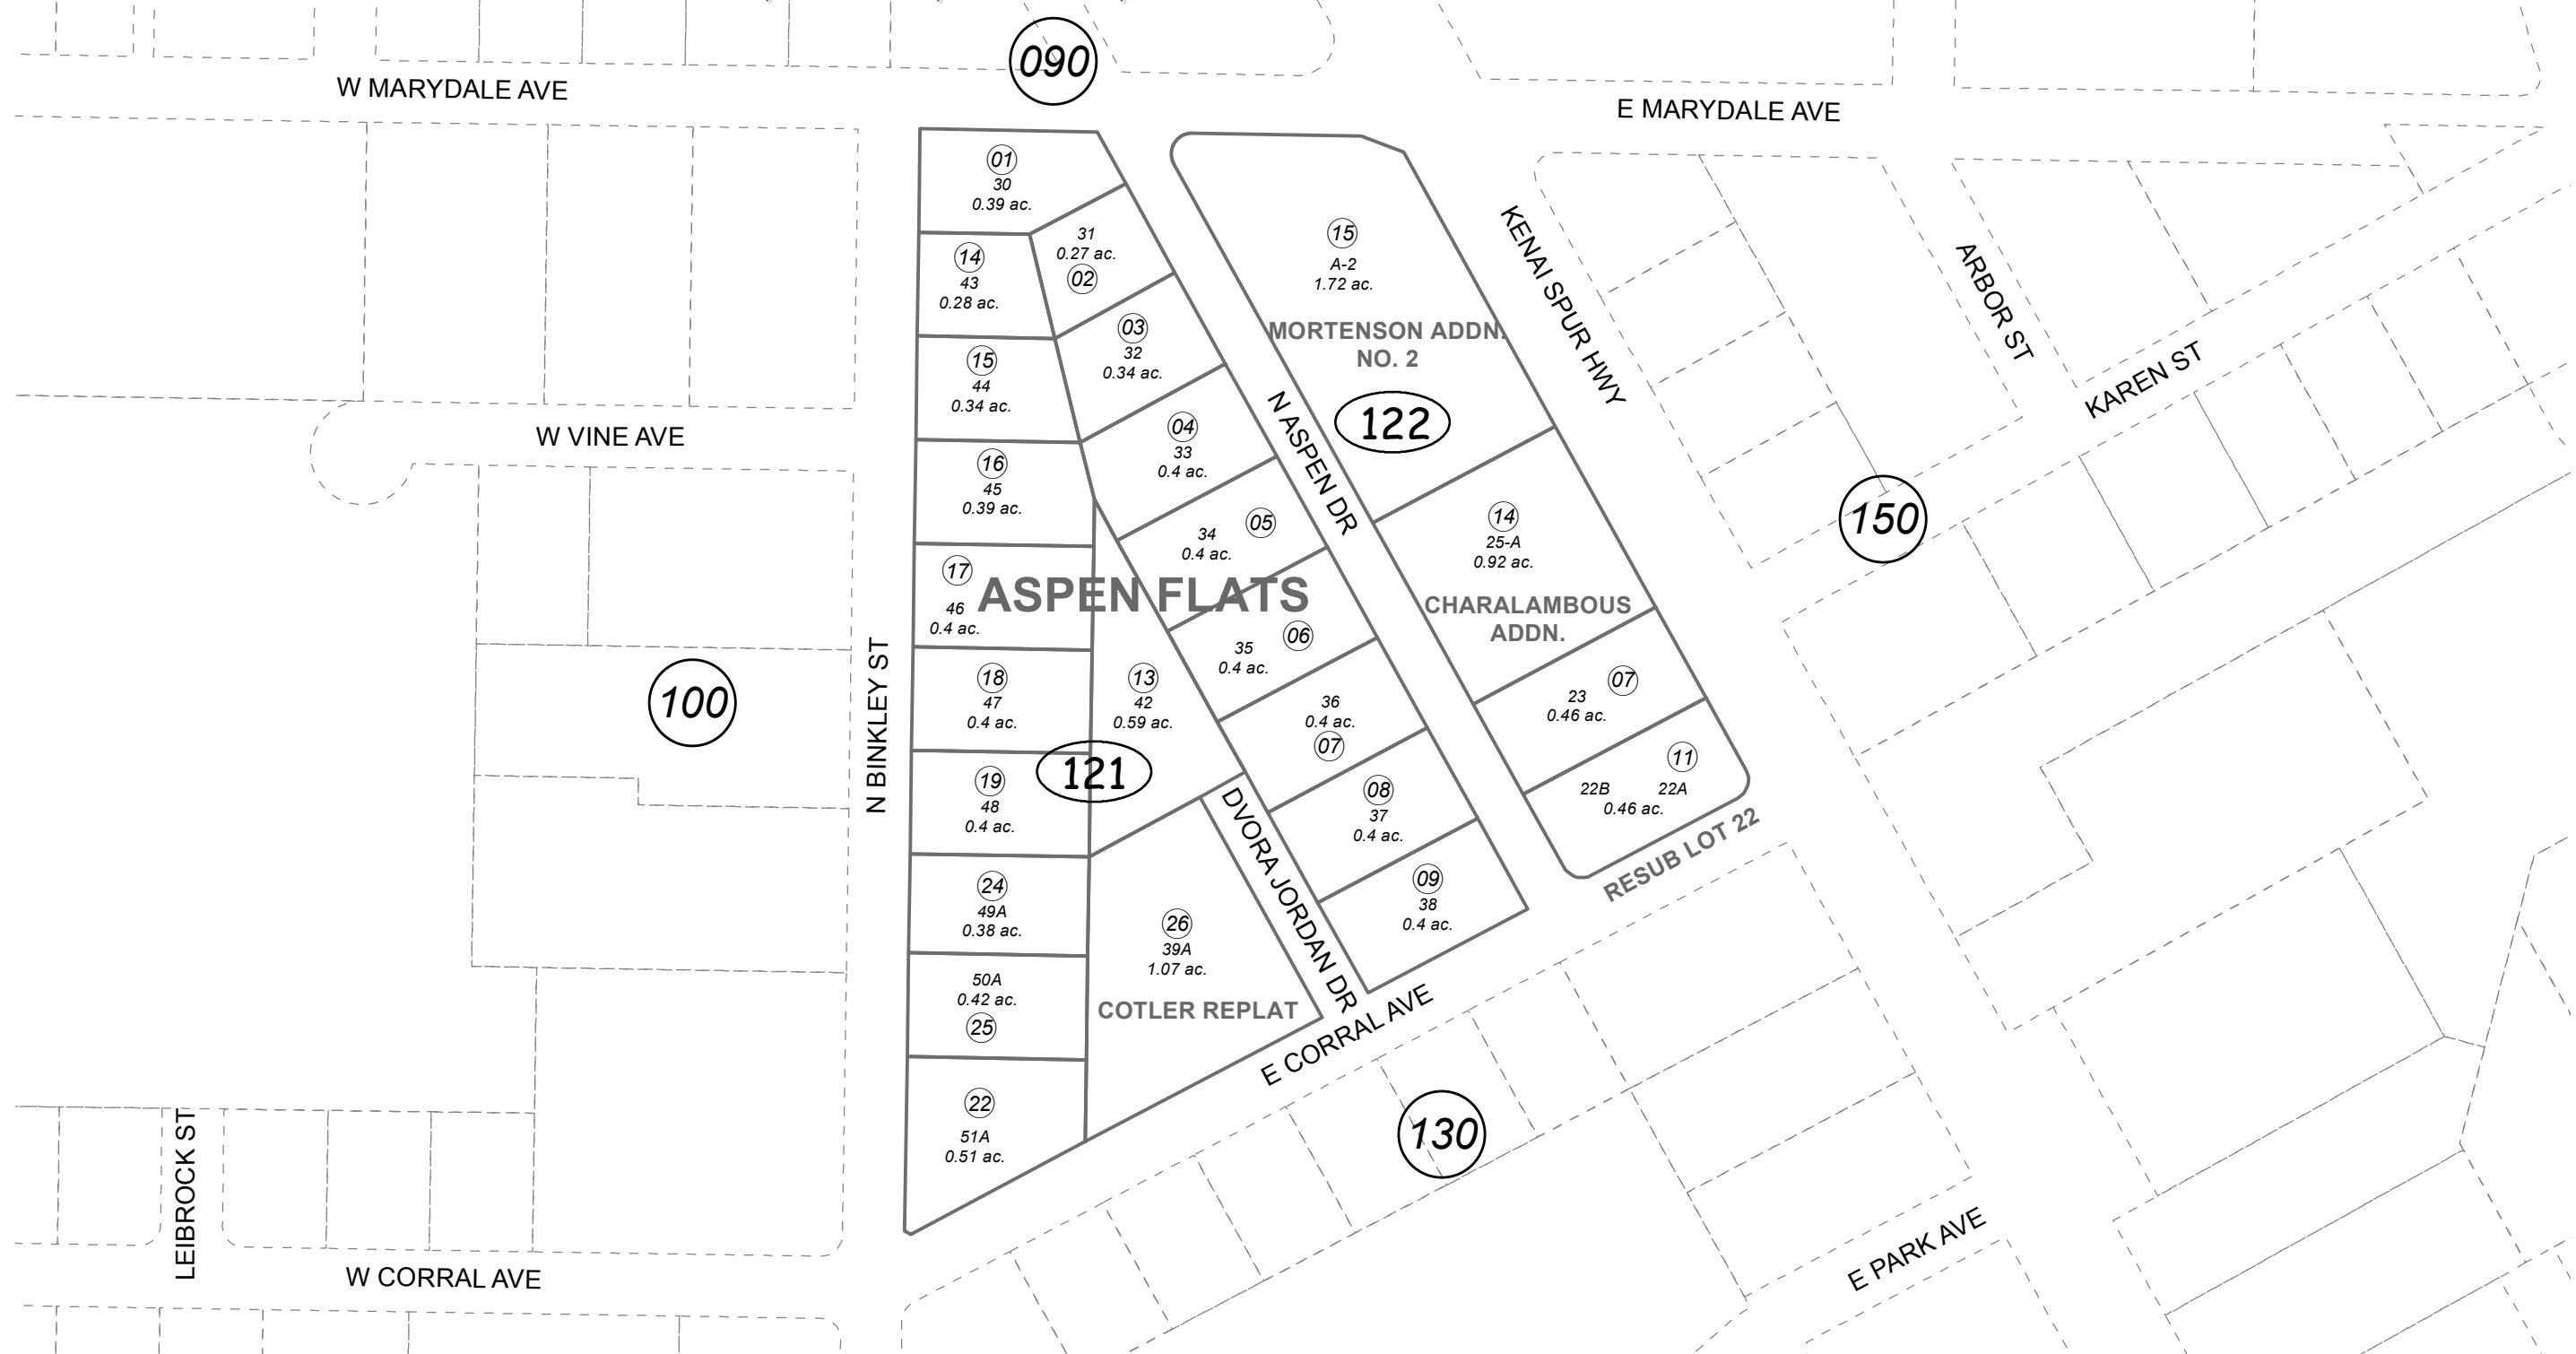 090
W MARYDALE AVE
E MARYDALE AVE
01
30
0.39 ac.
31
0.27 ac.
02
14
43
0.28 ac.
03
32
0.34 ac.
15
44
0.34 ac.
15
A-2
1.72 ac.
MORTENSON ADDN.
NO. 2
122
KENAI SPUR HWY
ARBOR ST
KAREN ST
W VINE AVE
04
33
0.4 ac.
N ASPEN DR
16
45
0.39 ac.
34
0.4 ac.
05
14
25-A
0.92 ac.
CHARALAMBOUS
ADDN.
150
17
46
0.4 ac.
ASPEN FLATS
35
0.4 ac.
06
100
N BINKLEY ST
18
47
0.4 ac.
13
42
0.59 ac.
36
0.4 ac.
07
23
0.46 ac.
07
121
19
48
0.4 ac.
08
37
0.4 ac.
11
22B
22A
0.46 ac.
RESUB LOT 22
DVORA JORDAN DR
24
49A
0.38 ac.
26
39A
1.07 ac.
COTLER REPLAT
09
38
0.4 ac.
50A
0.42 ac.
25
E CORRAL AVE
22
51A
0.51 ac.
130
LEIBROCK ST
W CORRAL AVE
E PARK AVE